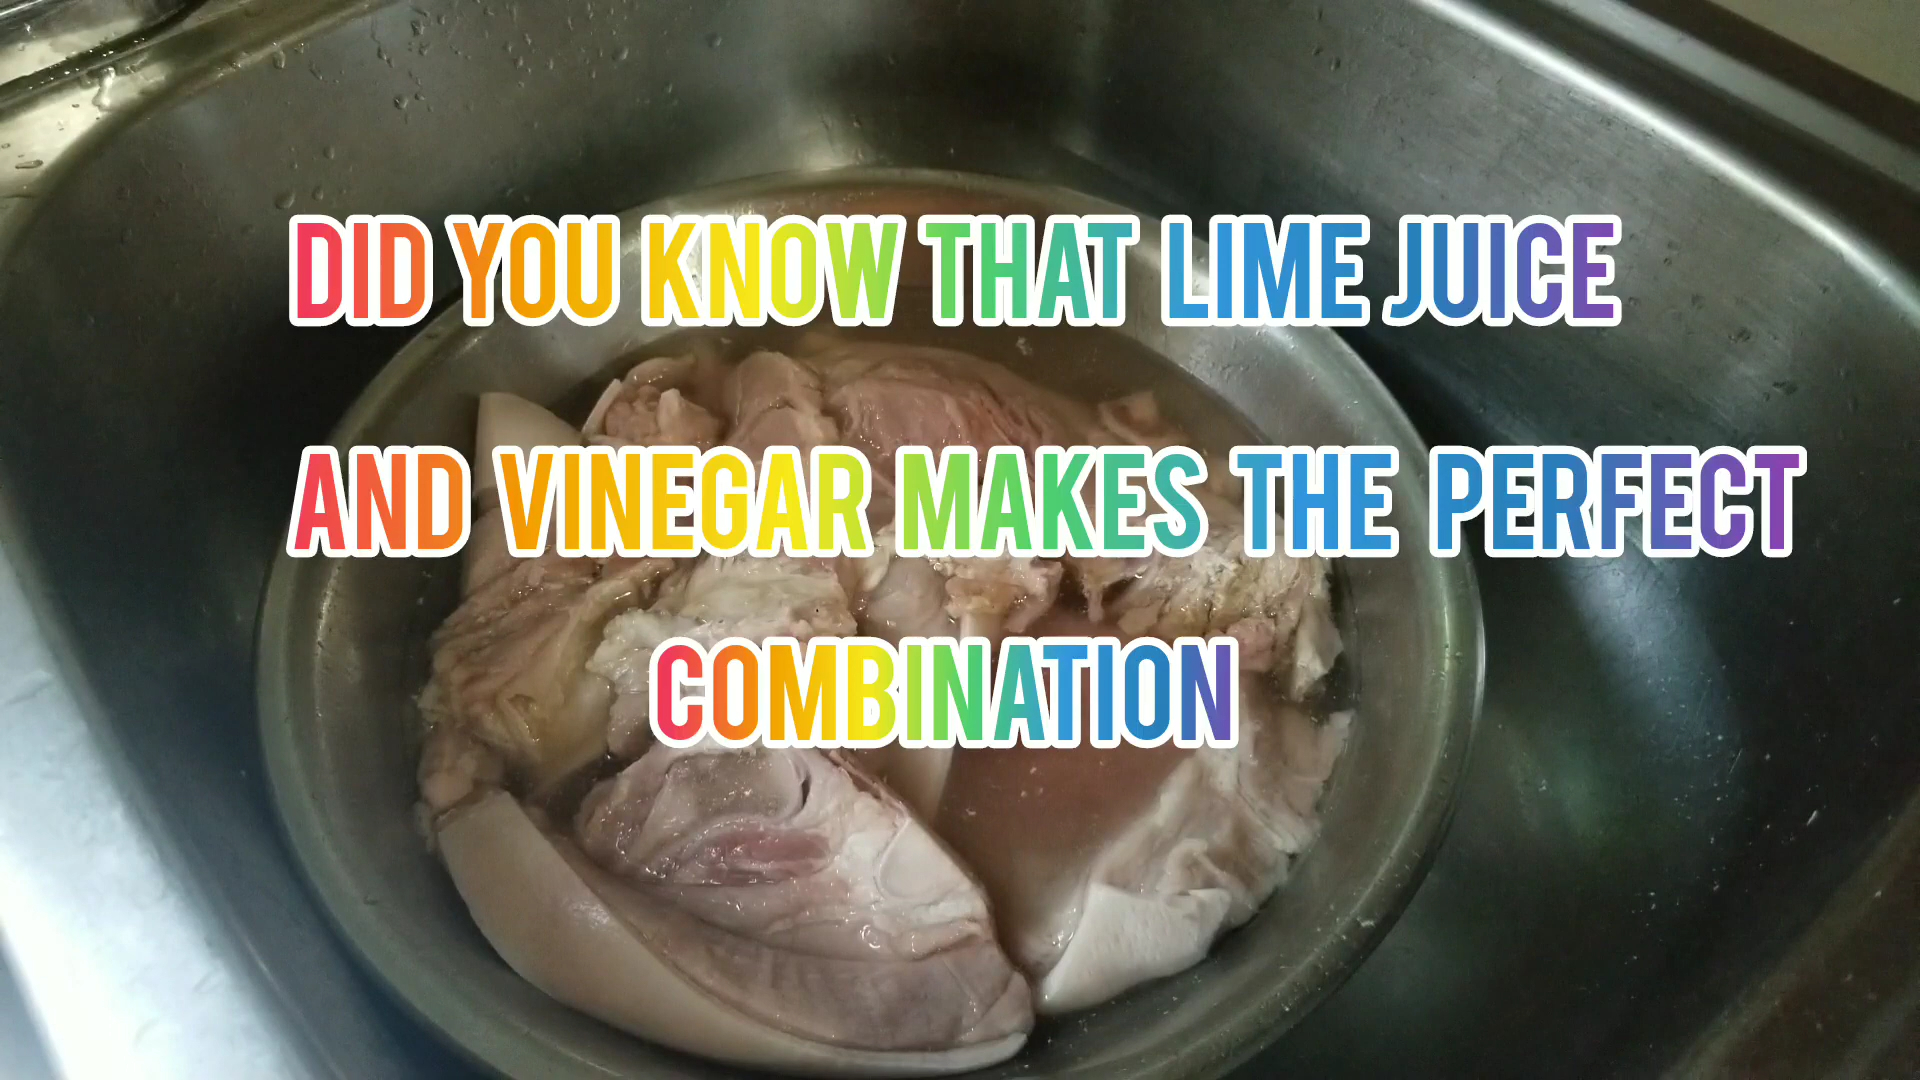 DID YOU KNOW THAT LIME JUICE
AND VINEGAR MAKES THE PERFECT
COMBINATION